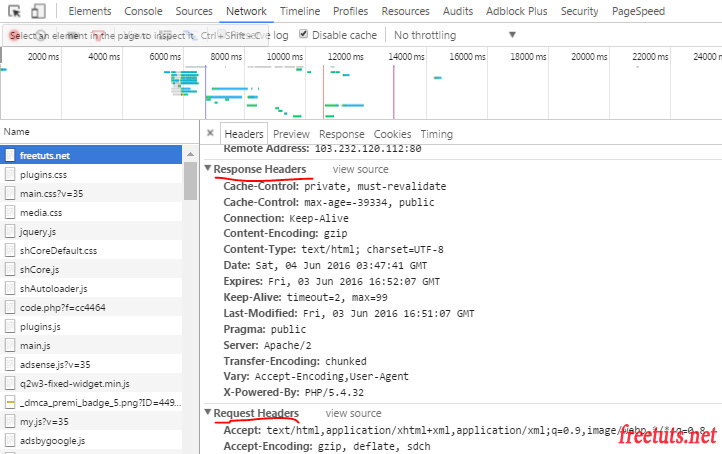 Elements Console Sources Network Timeline Profiles Resources Audits Adblock Plus Security PageSpeed
Select an element in the page to inspect it Ctrl+Shift+C ve log Disable cache No throttling
2000 ms 4000 ms 6000 ms 8000 ms 10000 ms 12000 ms 14000 ms 16000 ms 18000 ms
Name
freetuts.net
plugins.css
main.css?v=35
media.css
jquery.js
shCoreDefault.css
shCore.js
shAutoloader.js
code.php?f=cc4464
plugins.js
main.js
adsense.js?v=35
q2w3-fixed-widget.min.js
_dmca_premi_badge_5.png?ID=449...
my.js?v=35
adsbygoogle.js
× Headers Preview Response Cookies Timing
Remote Address: 103.232.120.112:80
Response Headers view source
Cache-Control: private, must-revalidate
Cache-Control: max-age=-39334, public
Connection: Keep-Alive
Content-Encoding: gzip
Content-Type: text/html; charset=UTF-8
Date: Sat, 04 Jun 2016 03:47:41 GMT
Expires: Fri, 03 Jun 2016 16:52:07 GMT
Keep-Alive: timeout=2, max=99
Last-Modified: Fri, 03 Jun 2016 16:51:07 GMT
Pragma: public
Server: Apache/2
Transfer-Encoding: chunked
Vary: Accept-Encoding,User-Agent
X-Powered-By: PHP/5.4.32
Request Headers view source
Accept: text/html,application/xhtml+xml,application/xml;q=0.9,image/webp,*/*;q=0.8
Accept-Encoding: gzip, deflate, sdch
freetuts.net